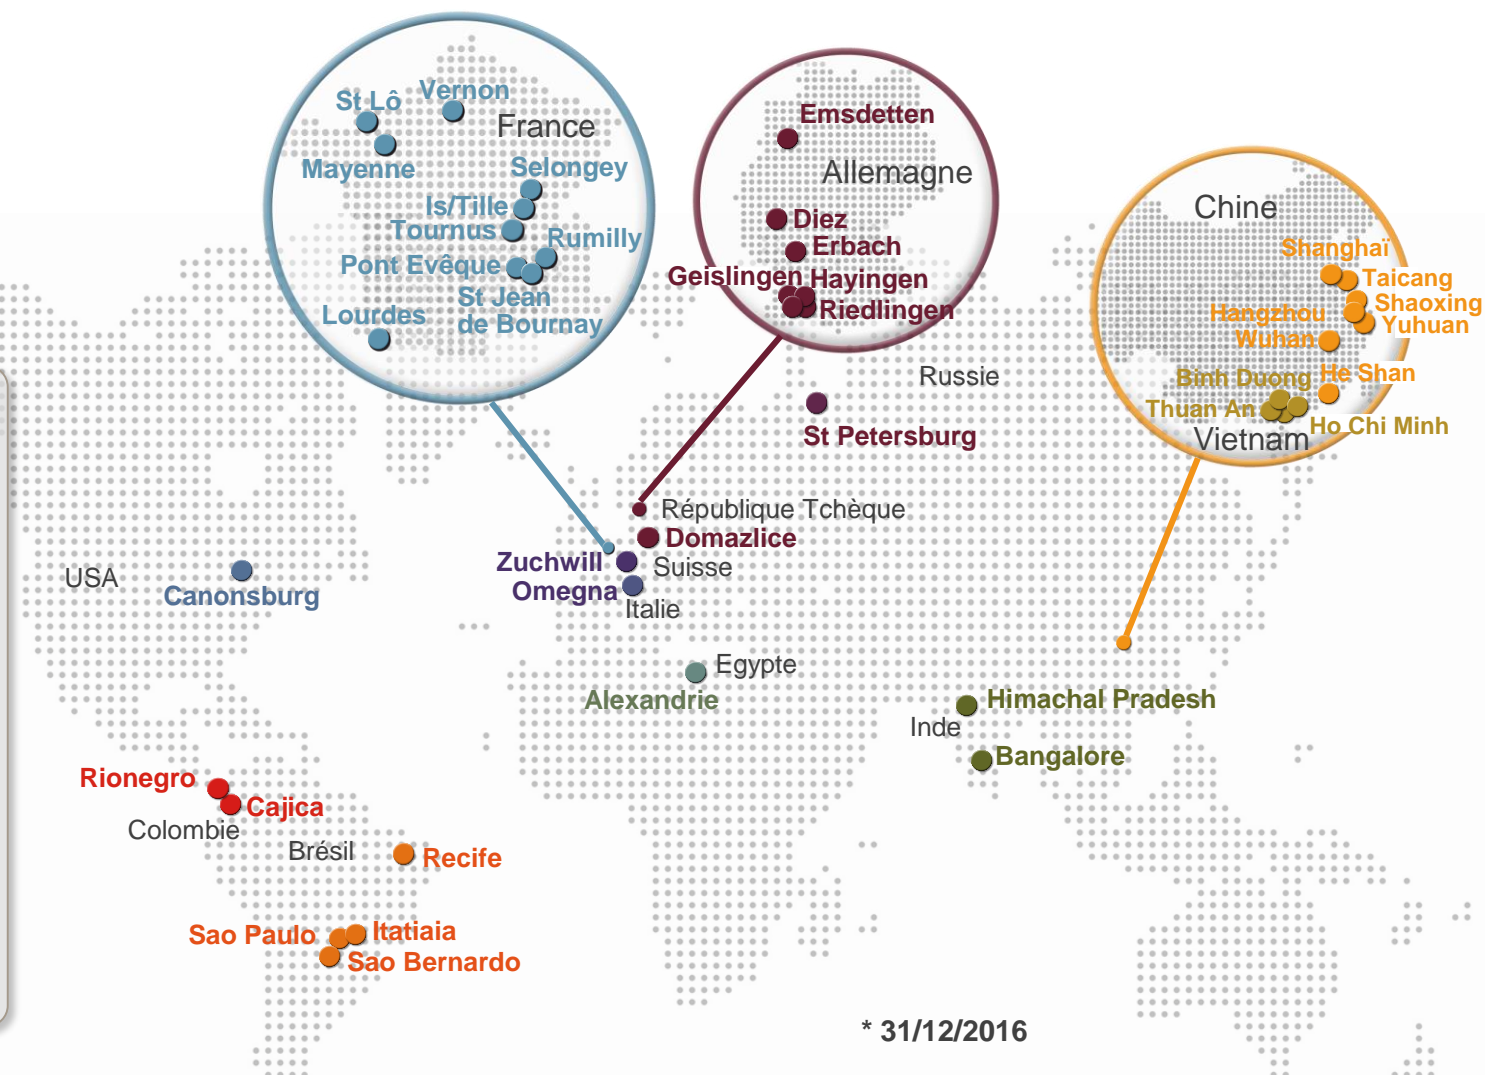 St Lô
Vernon
France
Mayenne
Selongey
Is/Tille
Tournus
Rumilly
Pont Evêque
St Jean
de Bournay
Lourdes
Emsdetten
Allemagne
Diez
Erbach
Geislingen
Hayingen
Riedlingen
Chine
Shanghaï
Taicang
Shaoxing
Hangzhou
Yuhuan
Wuhan
Binh Duong
He Shan
Thuan An
Ho Chi Minh
Vietnam
Russie
St Petersburg
République Tchèque
Domazlice
Zuchwill
Suisse
Omegna
Italie
USA
Canonsburg
Egypte
Alexandrie
Himachal Pradesh
Inde
Bangalore
Rionegro
Cajica
Colombie
Brésil
Recife
Sao Paulo
Itatiaia
Sao Bernardo
* 31/12/2016